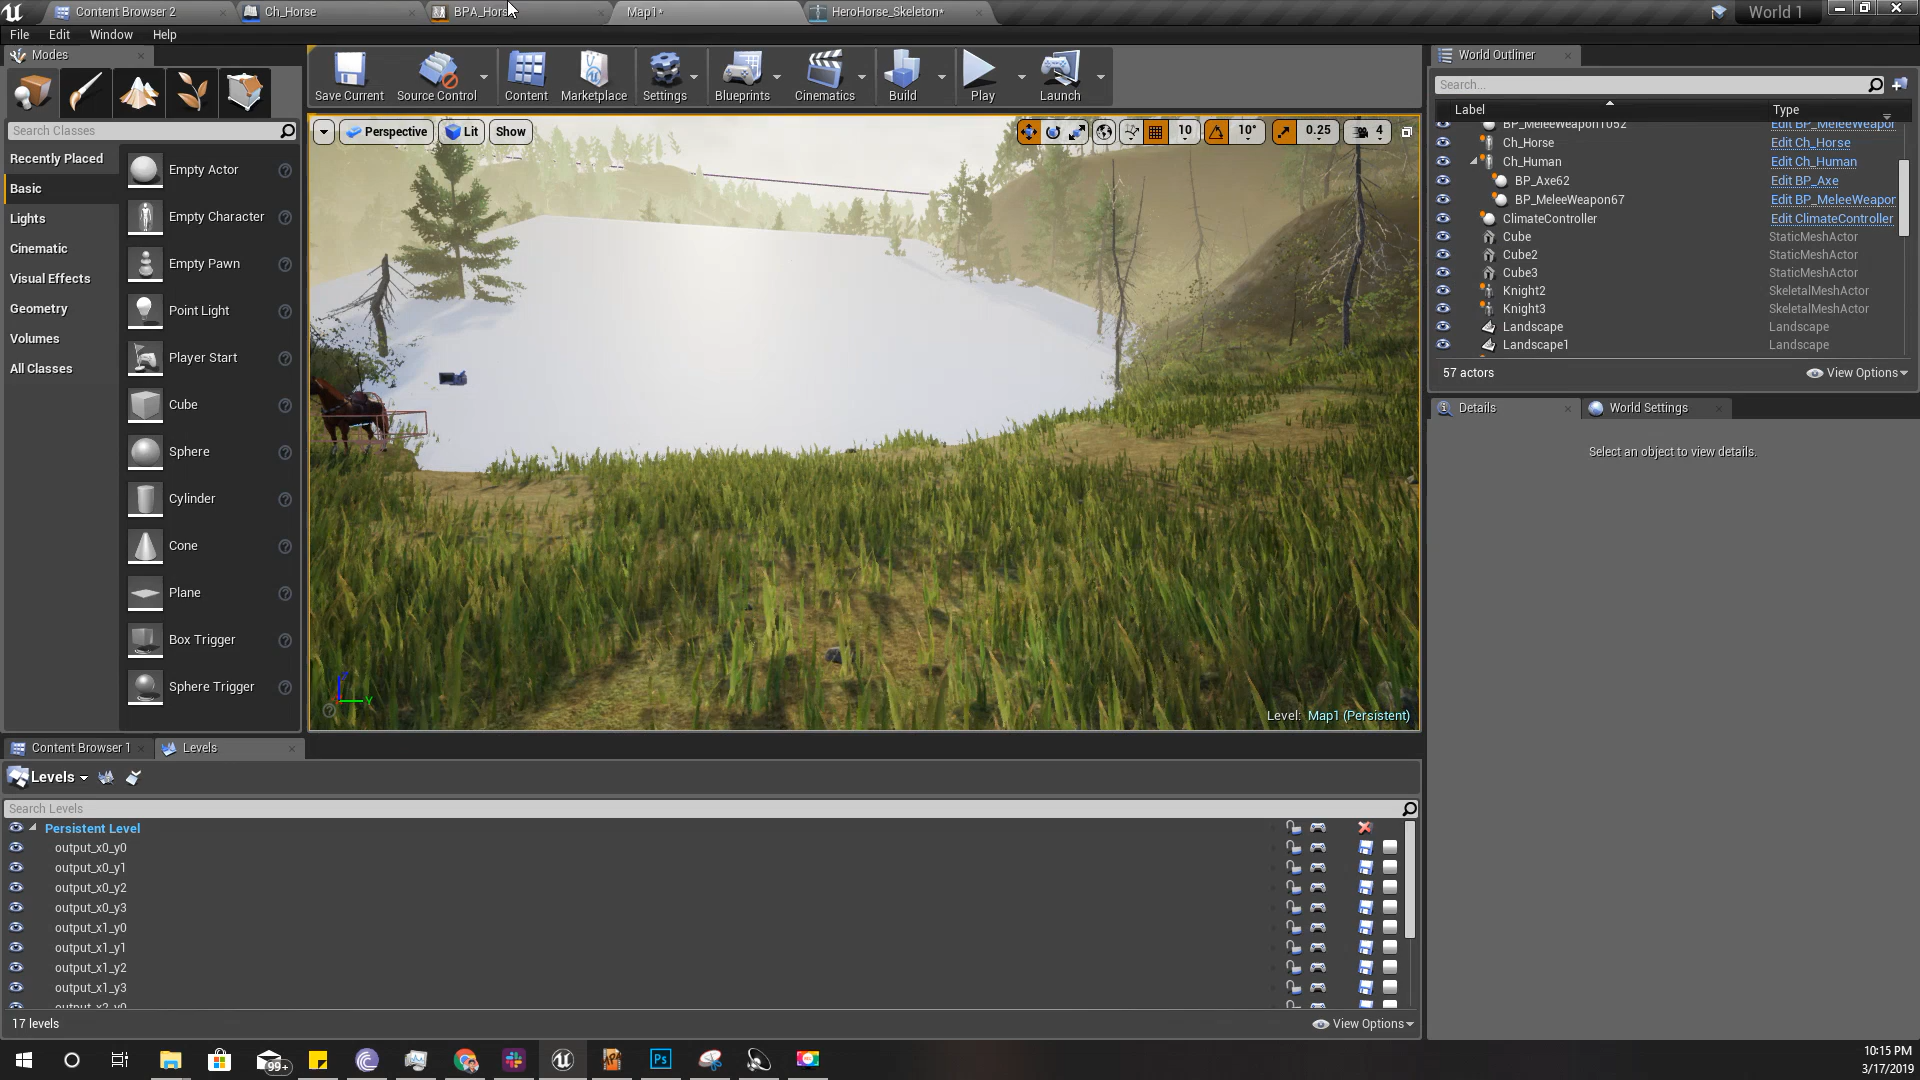 Content Browser 2
Ch_Horse
BPA_Hors
Map1*
HeroHorse_Skeleton*
World 1
File Edit Window Help
Modes
Save Current
Source Control
Content
Marketplace
Settings
Blueprints
Cinematics
Build
Play
Launch
Search Classes
Recently Placed
Basic
Lights
Cinematic
Visual Effects
Geometry
Volumes
All Classes
Empty Actor
Empty Character
Empty Pawn
Point Light
Player Start
Cube
Sphere
Cylinder
Cone
Plane
Box Trigger
Sphere Trigger
Perspective
Lit
Show
10
10°
0.25
4
Y
Level: Map1 (Persistent)
World Outliner
Search...
Label Type
BP_MeleeWeapon1052 Edit BP_MeleeWeapor
Ch_Horse Edit Ch_Horse
Ch_Human Edit Ch_Human
BP_Axe62 Edit BP_Axe
BP_MeleeWeapon67 Edit BP_MeleeWeapor
ClimateController Edit ClimateController
Cube StaticMeshActor
Cube2 StaticMeshActor
Cube3 StaticMeshActor
Knight2 SkeletalMeshActor
Knight3 SkeletalMeshActor
Landscape Landscape
Landscape1 Landscape
57 actors
View Options
Details
World Settings
Select an object to view details.
Content Browser 1
Levels
Levels
Search Levels
Persistent Level
output_x0_y0
output_x0_y1
output_x0_y2
output_x0_y3
output_x1_y0
output_x1_y1
output_x1_y2
output_x1_y3
output_x2_y0
17 levels
View Options
99+
Ps
10:15 PM
3/17/2019